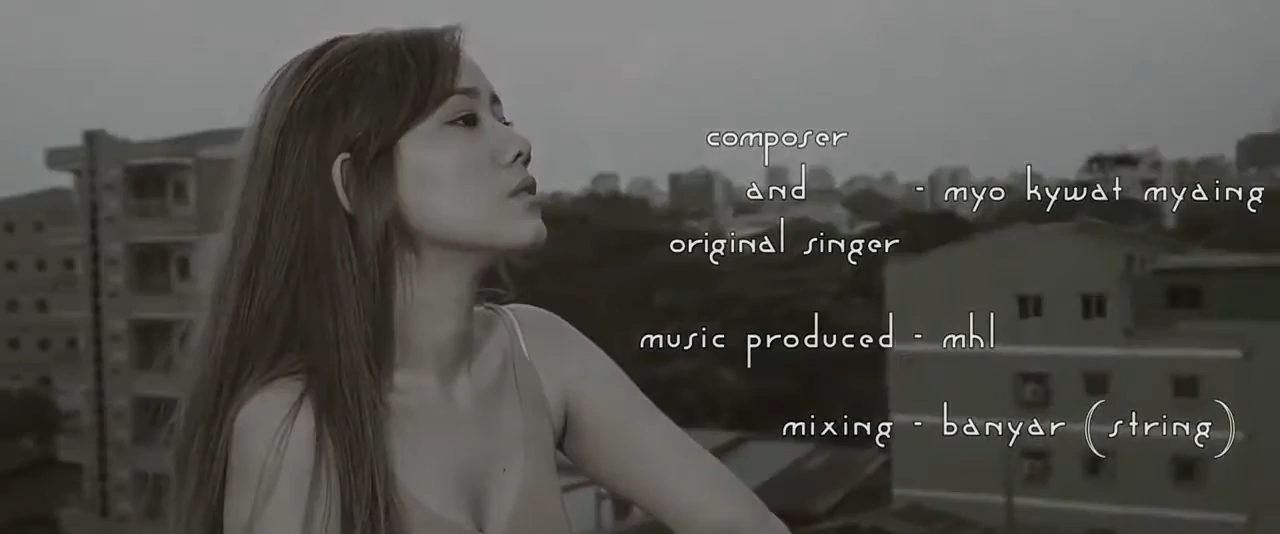 composer
and - myo kywat myaing
original singer
music produced - mhl
mixing - banyar (string)